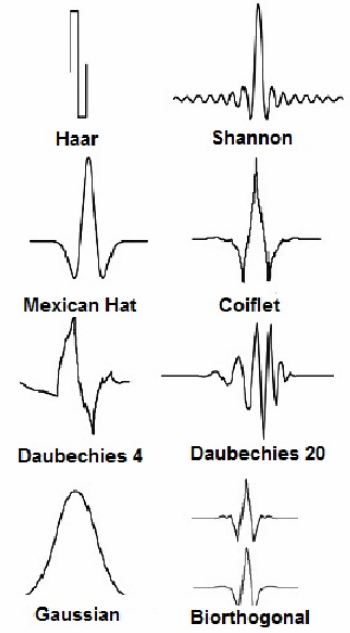 Haar
Shannon
Mexican Hat
Coiflet
Daubechies 4
Daubechies 20
Gaussian
Biorthogonal